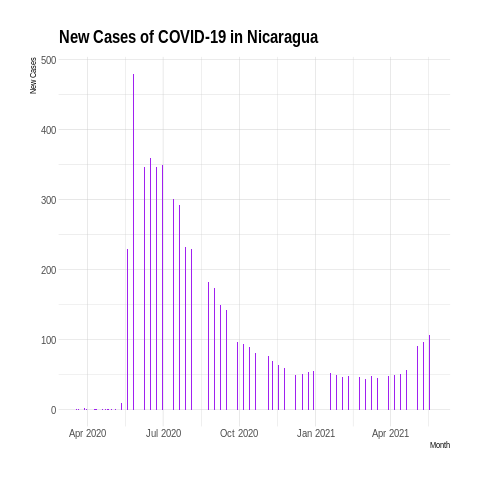 New Cases of COVID-19 in Nicaragua
New Cases
500
400
300
200
100
0
Apr 2020
Jul 2020
Oct 2020
Jan 2021
Apr 2021
Month